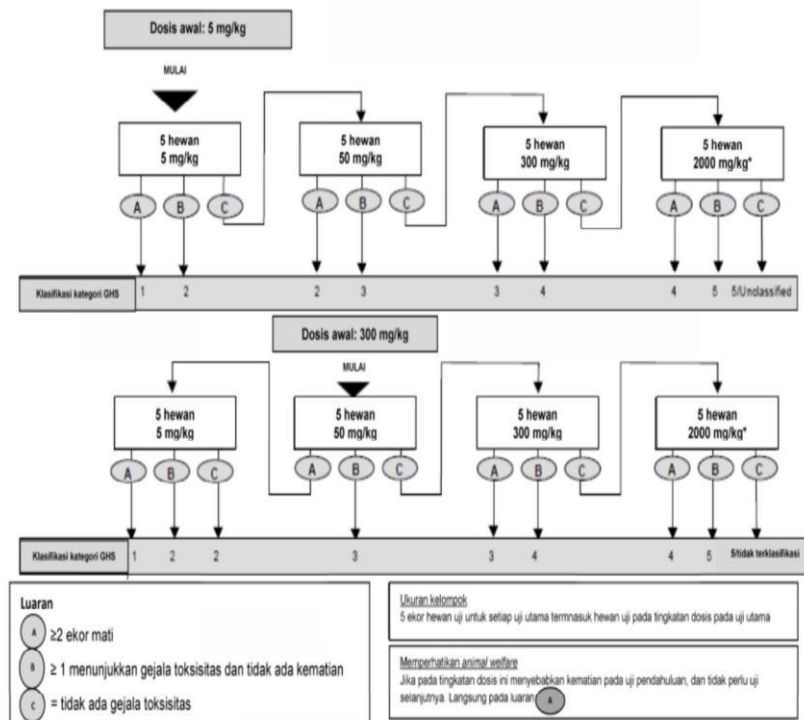 Dosis awal: 5 mg/kg
MULAI
5 hewan
5 mg/kg
5 hewan
50 mg/kg
5 hewan
300 mg/kg
5 hewan
2000 mg/kg*
A B C A B C A B C A B C
Klasifikasi kategori GHS 1 2 2 3 3 4 4 5 5/Unclassified
Dosis awal: 300 mg/kg
MULAI
5 hewan
5 mg/kg
5 hewan
50 mg/kg
5 hewan
300 mg/kg
5 hewan
2000 mg/kg*
A B C A B C A B C A B C
Klasifikasi kategori GHS 1 2 2 3 3 4 4 5 5/tidak terklasifikasi
Luaran
A ≥2 ekor mati
B ≥ 1 menunjukkan gejala toksisitas dan tidak ada kematian
C = tidak ada gejala toksisitas
Ukuran kelompok
5 ekor hewan uji untuk setiap uji utama termnasuk hewan uji pada tingkatan dosis pada uji utama
Memperhatikan animal welfare
Jika pada tingkatan dosis ini menyebabkan kematian pada uji pendahuluan, dan tidak perlu uji
selanjutnya. Langsung pada luaran A